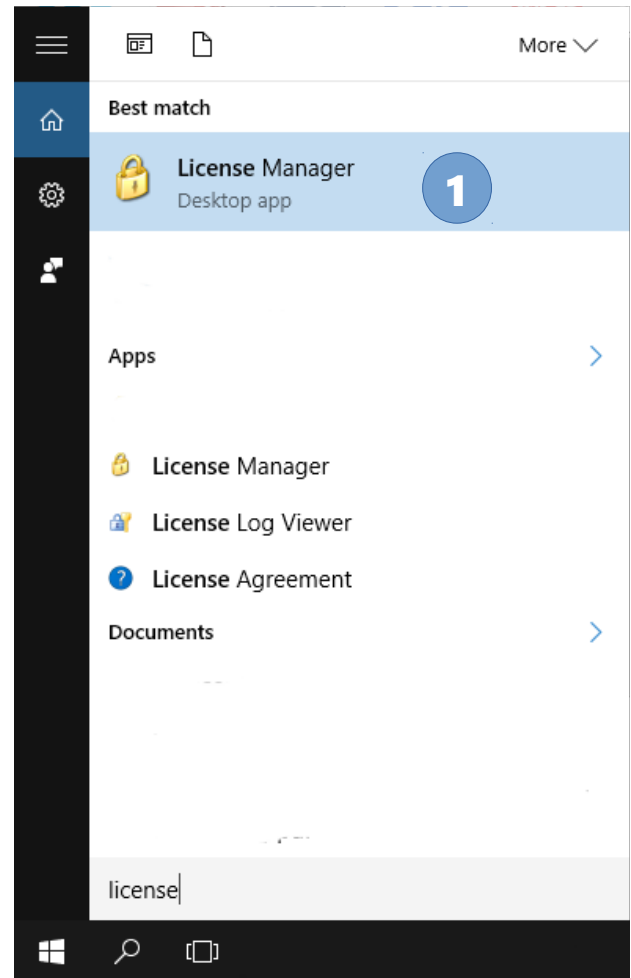 More
Best match
License Manager
Desktop app
1
Apps
License Manager
License Log Viewer
License Agreement
Documents
license